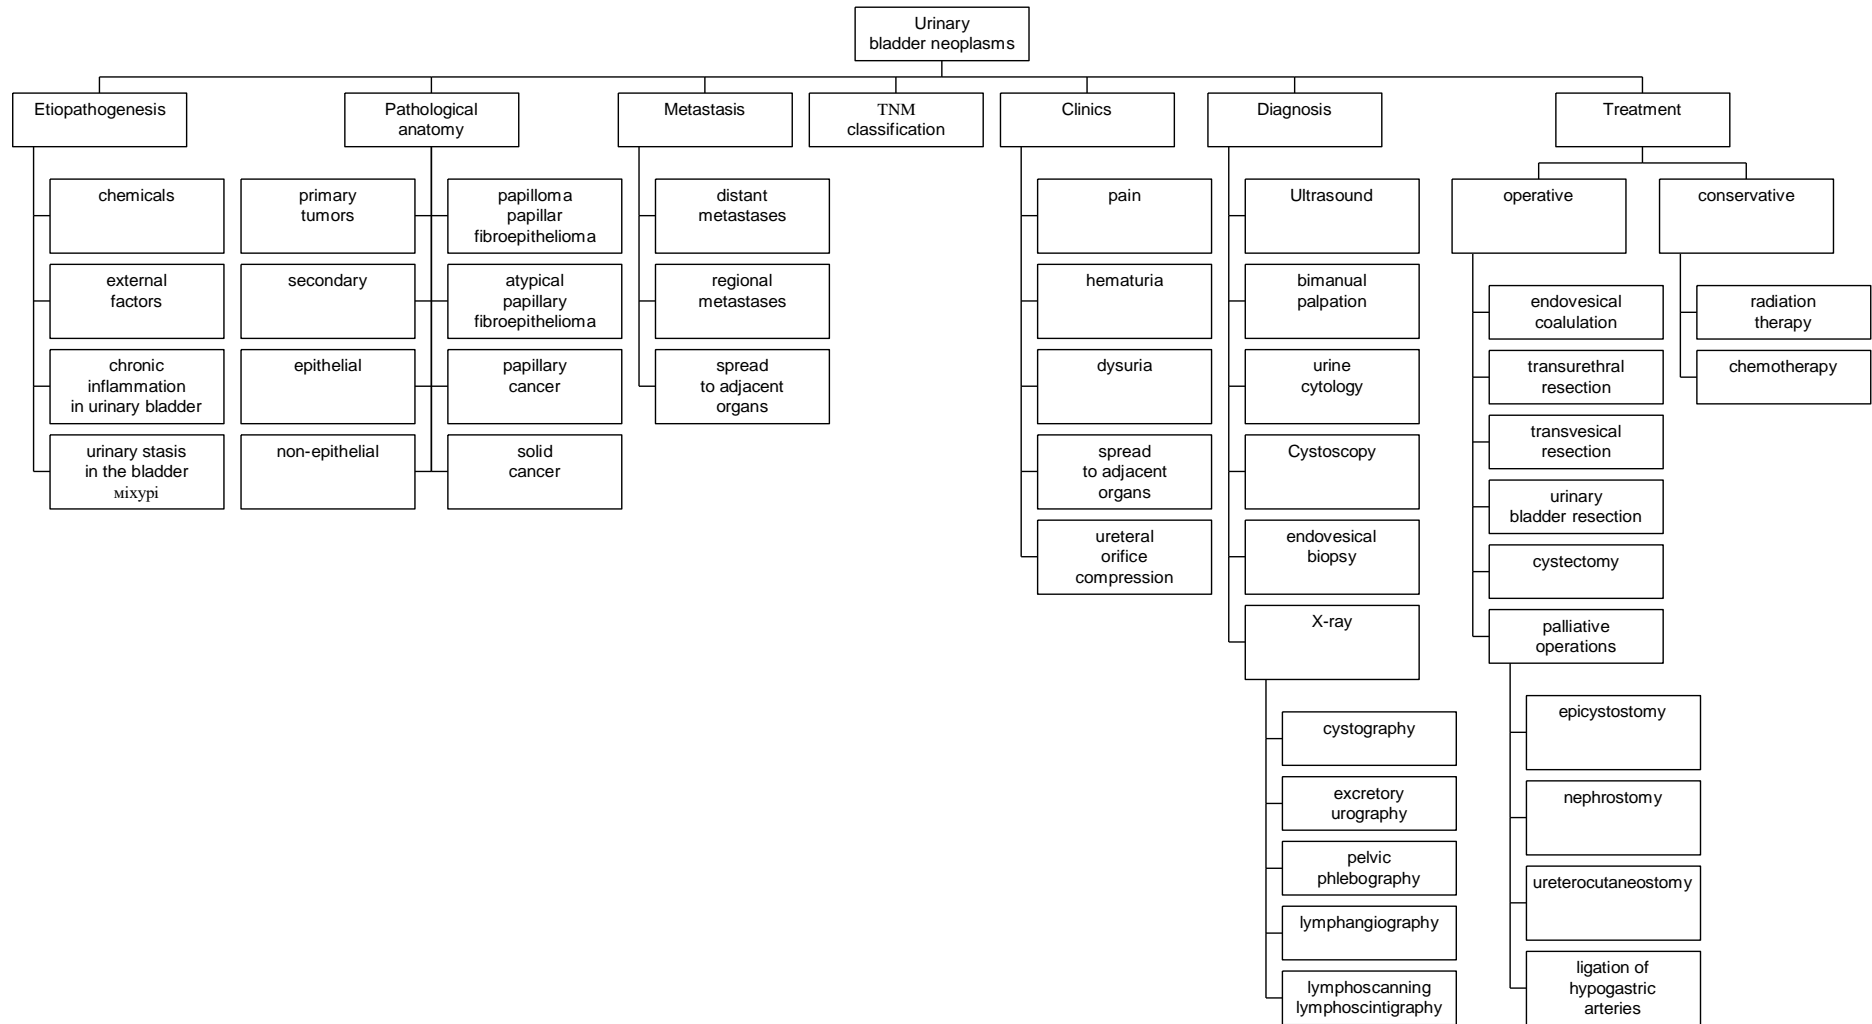 Urinary
bladder neoplasms
Etiopathogenesis
Pathological
anatomy
Metastasis
TNM
classification
Clinics
Diagnosis
Treatment
chemicals
external
factors
chronic
inflammation
in urinary bladder
urinary stasis
in the bladder
міхурі
primary
tumors
secondary
epithelial
non-epithelial
papilloma
papillar
fibroepithelioma
atypical
papillary
fibroepithelioma
papillary
cancer
solid
cancer
distant
metastases
regional
metastases
spread
to adjacent
organs
pain
hematuria
dysuria
spread
to adjacent
organs
ureteral
orifice
compression
Ultrasound
bimanual
palpation
urine
cytology
Cystoscopy
endovesical
biopsy
X-ray
cystography
excretory
urography
pelvic
phlebography
lymphangiography
lymphoscanning
lymphoscintigraphy
operative
endovesical
coalulation
transurethral
resection
transvesical
resection
urinary
bladder resection
cystectomy
palliative
operations
epicystostomy
nephrostomy
ureterocutaneostomy
ligation of
hypogastric
arteries
conservative
radiation
therapy
chemotherapy